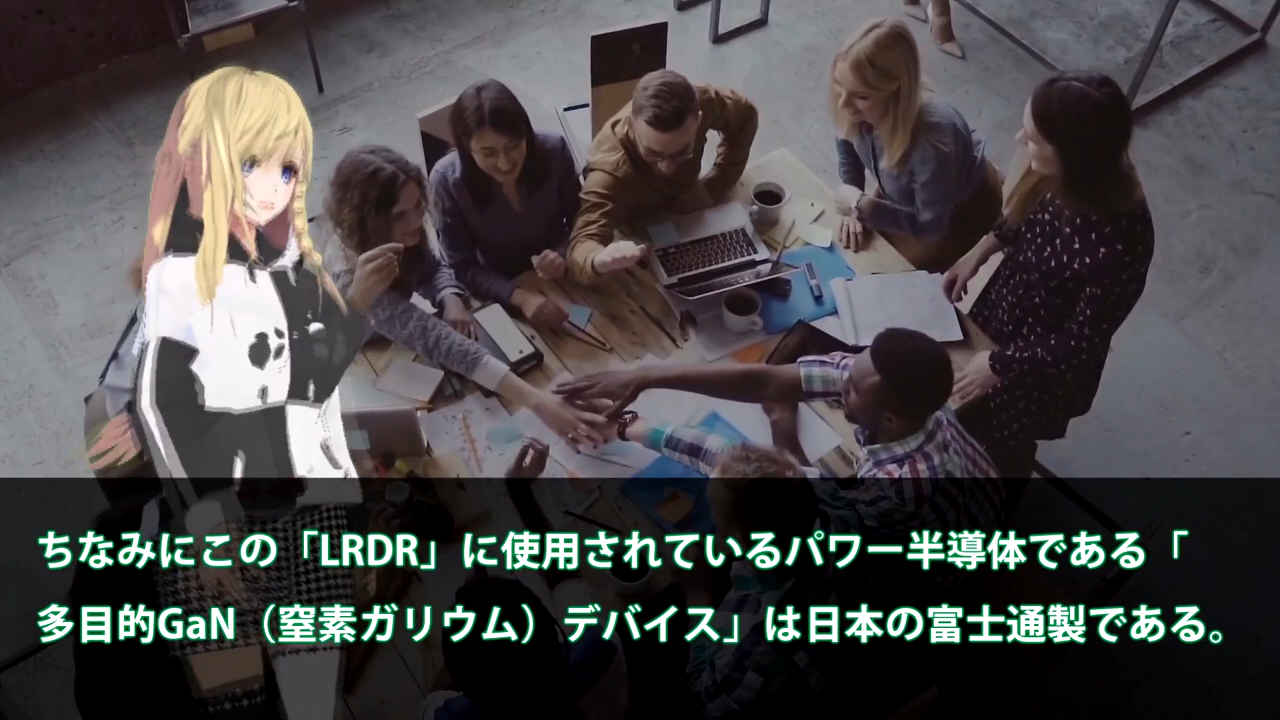 ちなみにこの「LRDR」に使用されているパワー半導体である「
多目的GaN（窒素ガリウム）デバイス」は日本の富士通製である。